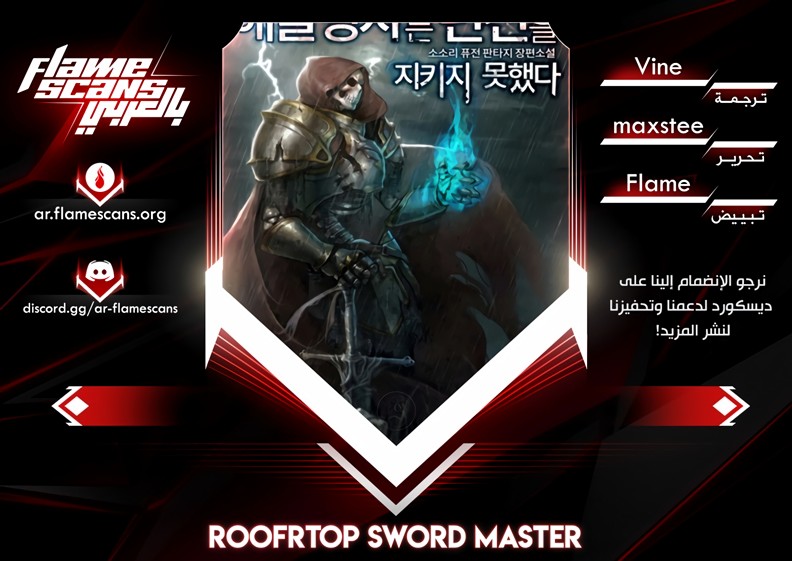 Flame
Scans
بالعربي
ar.flamescans.org
discord.gg/ar-flamescans
소소리 퓨전 판타지 장편소설
지키지 못했다
Vine
ترجمـة
maxstee
تحريـر
Flame
تبييض
نرجو الإنضمام إلينا على
ديسكورد لدعمنا وتحفيزنا
لنشر المزيد!
ROOFRTOP SWORD MASTER